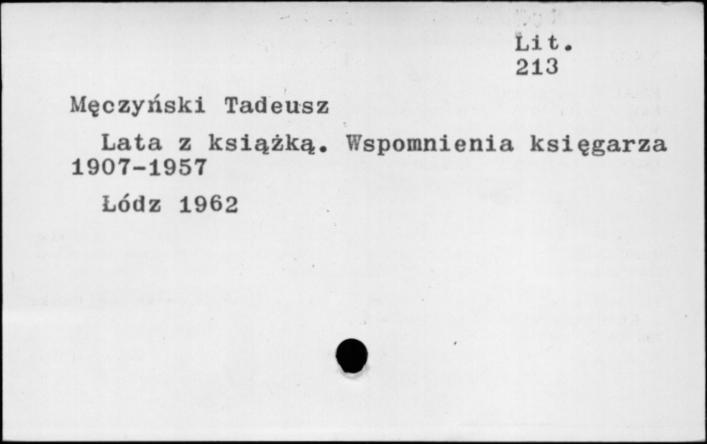 Lit.
213
Męczyński Tadeusz
Lata z książką. Wspomnienia księgarza
1907-1957
Łódz 1962